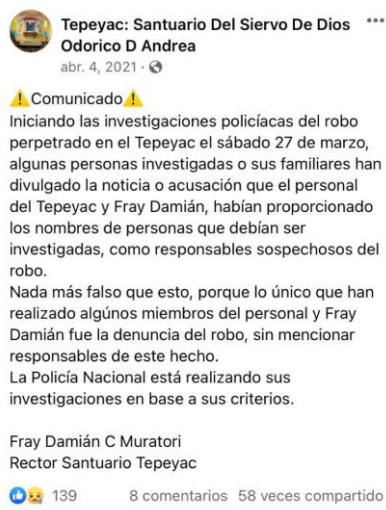 Tepeyac: Santuario Del Siervo De Dios
Odorico D Andrea
abr. 4, 2021
⚠️Comunicado⚠️
Iniciando las investigaciones policíacas del robo
perpetrado en el Tepeyac el sábado 27 de marzo,
algunas personas investigadas o sus familiares han
divulgado la noticia o acusación que el personal
del Tepeyac y Fray Damián, habían proporcionado
los nombres de personas que debían ser
investigadas, como responsables sospechosos del
robo.
Nada más falso que esto, porque lo único que han
realizado algúnos miembros del personal y Fray
Damián fue la denuncia del robo, sin mencionar
responsables de este hecho.
La Policía Nacional está realizando sus
investigaciones en base a sus criterios.
Fray Damián C Muratori
Rector Santuario Tepeyac
139 8 comentarios 58 veces compartido